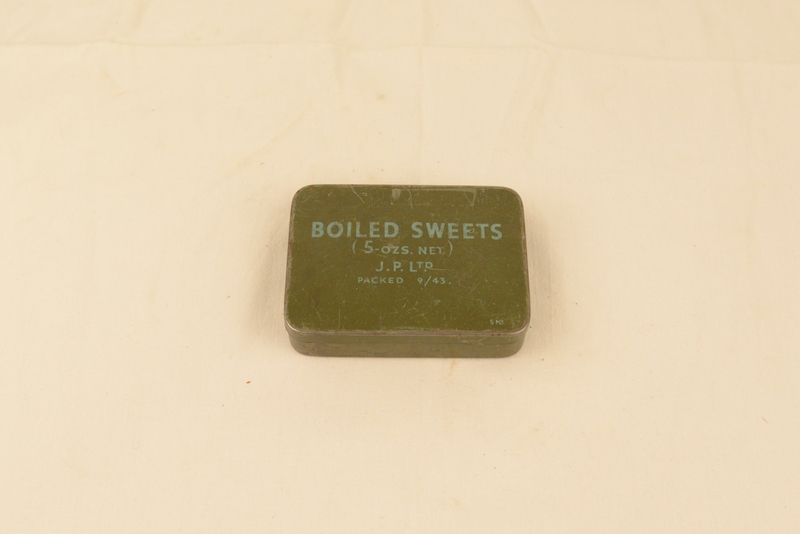 BOILED SWEETS
(5-OZS. NET.)
J.P. LTD
PACKED 9/43.